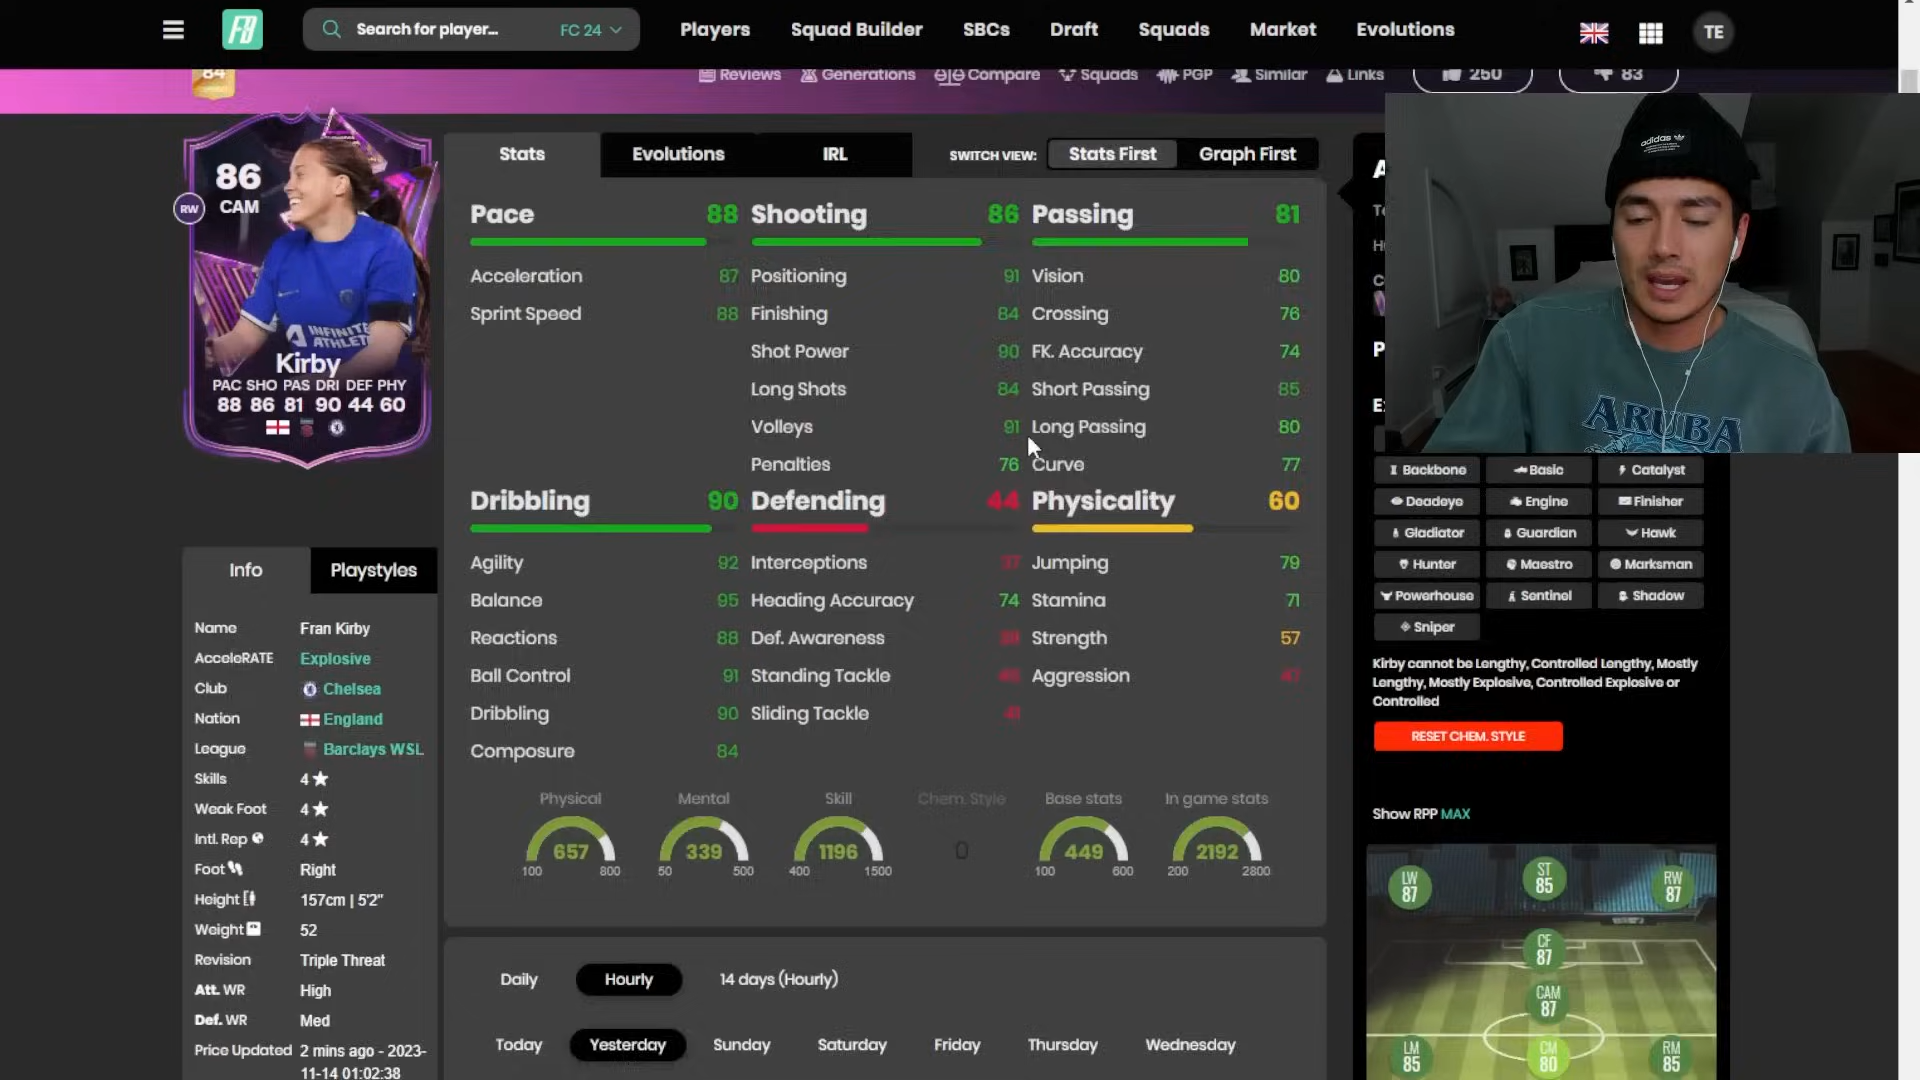 FB
Search for player...
FC 24
Players
Squad Builder
SBCs
Draft
Squads
Market
Evolutions
TE
84
Reviews
Generations
Compare
Squads
PGP
Similar
Links
250
83
86
CAM
RW
INFINITE
ATHLETE
Kirby
PAC SHO PAS DRI DEF PHY
88 86 81 90 44 60
Stats
Evolutions
IRL
SWITCH VIEW:
Stats First
Graph First
Pace 88
Acceleration 87
Sprint Speed 88
Shooting 86
Positioning 91
Finishing 84
Shot Power 90
Long Shots 84
Volleys 91
Penalties 76
Passing 81
Vision 80
Crossing 76
FK. Accuracy 74
Short Passing 85
Long Passing 80
Curve 77
Dribbling 90
Agility 92
Balance 95
Reactions 88
Ball Control 91
Dribbling 90
Composure 84
Defending 44
Interceptions 37
Heading Accuracy 74
Def. Awareness
Standing Tackle
Sliding Tackle 41
Physicality 60
Jumping 79
Stamina 71
Strength 57
Aggression 47
Physical
657
100 800
Mental
339
50 500
Skill
1196
400 1500
Chem. Style
0
Base stats
449
100 600
In game stats
2192
200 2800
Info
Playstyles
Name Fran Kirby
AcceleRATE Explosive
Club Chelsea
Nation England
League Barclays WSL
Skills 4
Weak Foot 4
Intl. Rep 4
Foot Right
Height 157cm | 5'2"
Weight 52
Revision Triple Threat
Att. WR High
Def. WR Med
Price Updated 2 mins ago - 2023-
11-14 01:02:38
Daily
Hourly
14 days (Hourly)
Today
Yesterday
Sunday
Saturday
Friday
Thursday
Wednesday
adidas
ARUBA
Backbone
Basic
Catalyst
Deadeye
Engine
Finisher
Gladiator
Guardian
Hawk
Hunter
Maestro
Marksman
Powerhouse
Sentinel
Shadow
Sniper
Kirby cannot be Lengthy, Controlled Lengthy, Mostly
Lengthy, Mostly Explosive, Controlled Explosive or
Controlled
RESET CHEM. STYLE
Show RPP MAX
LW
87
ST
85
RW
87
CF
87
CAM
87
LM
85
CM
80
RM
85